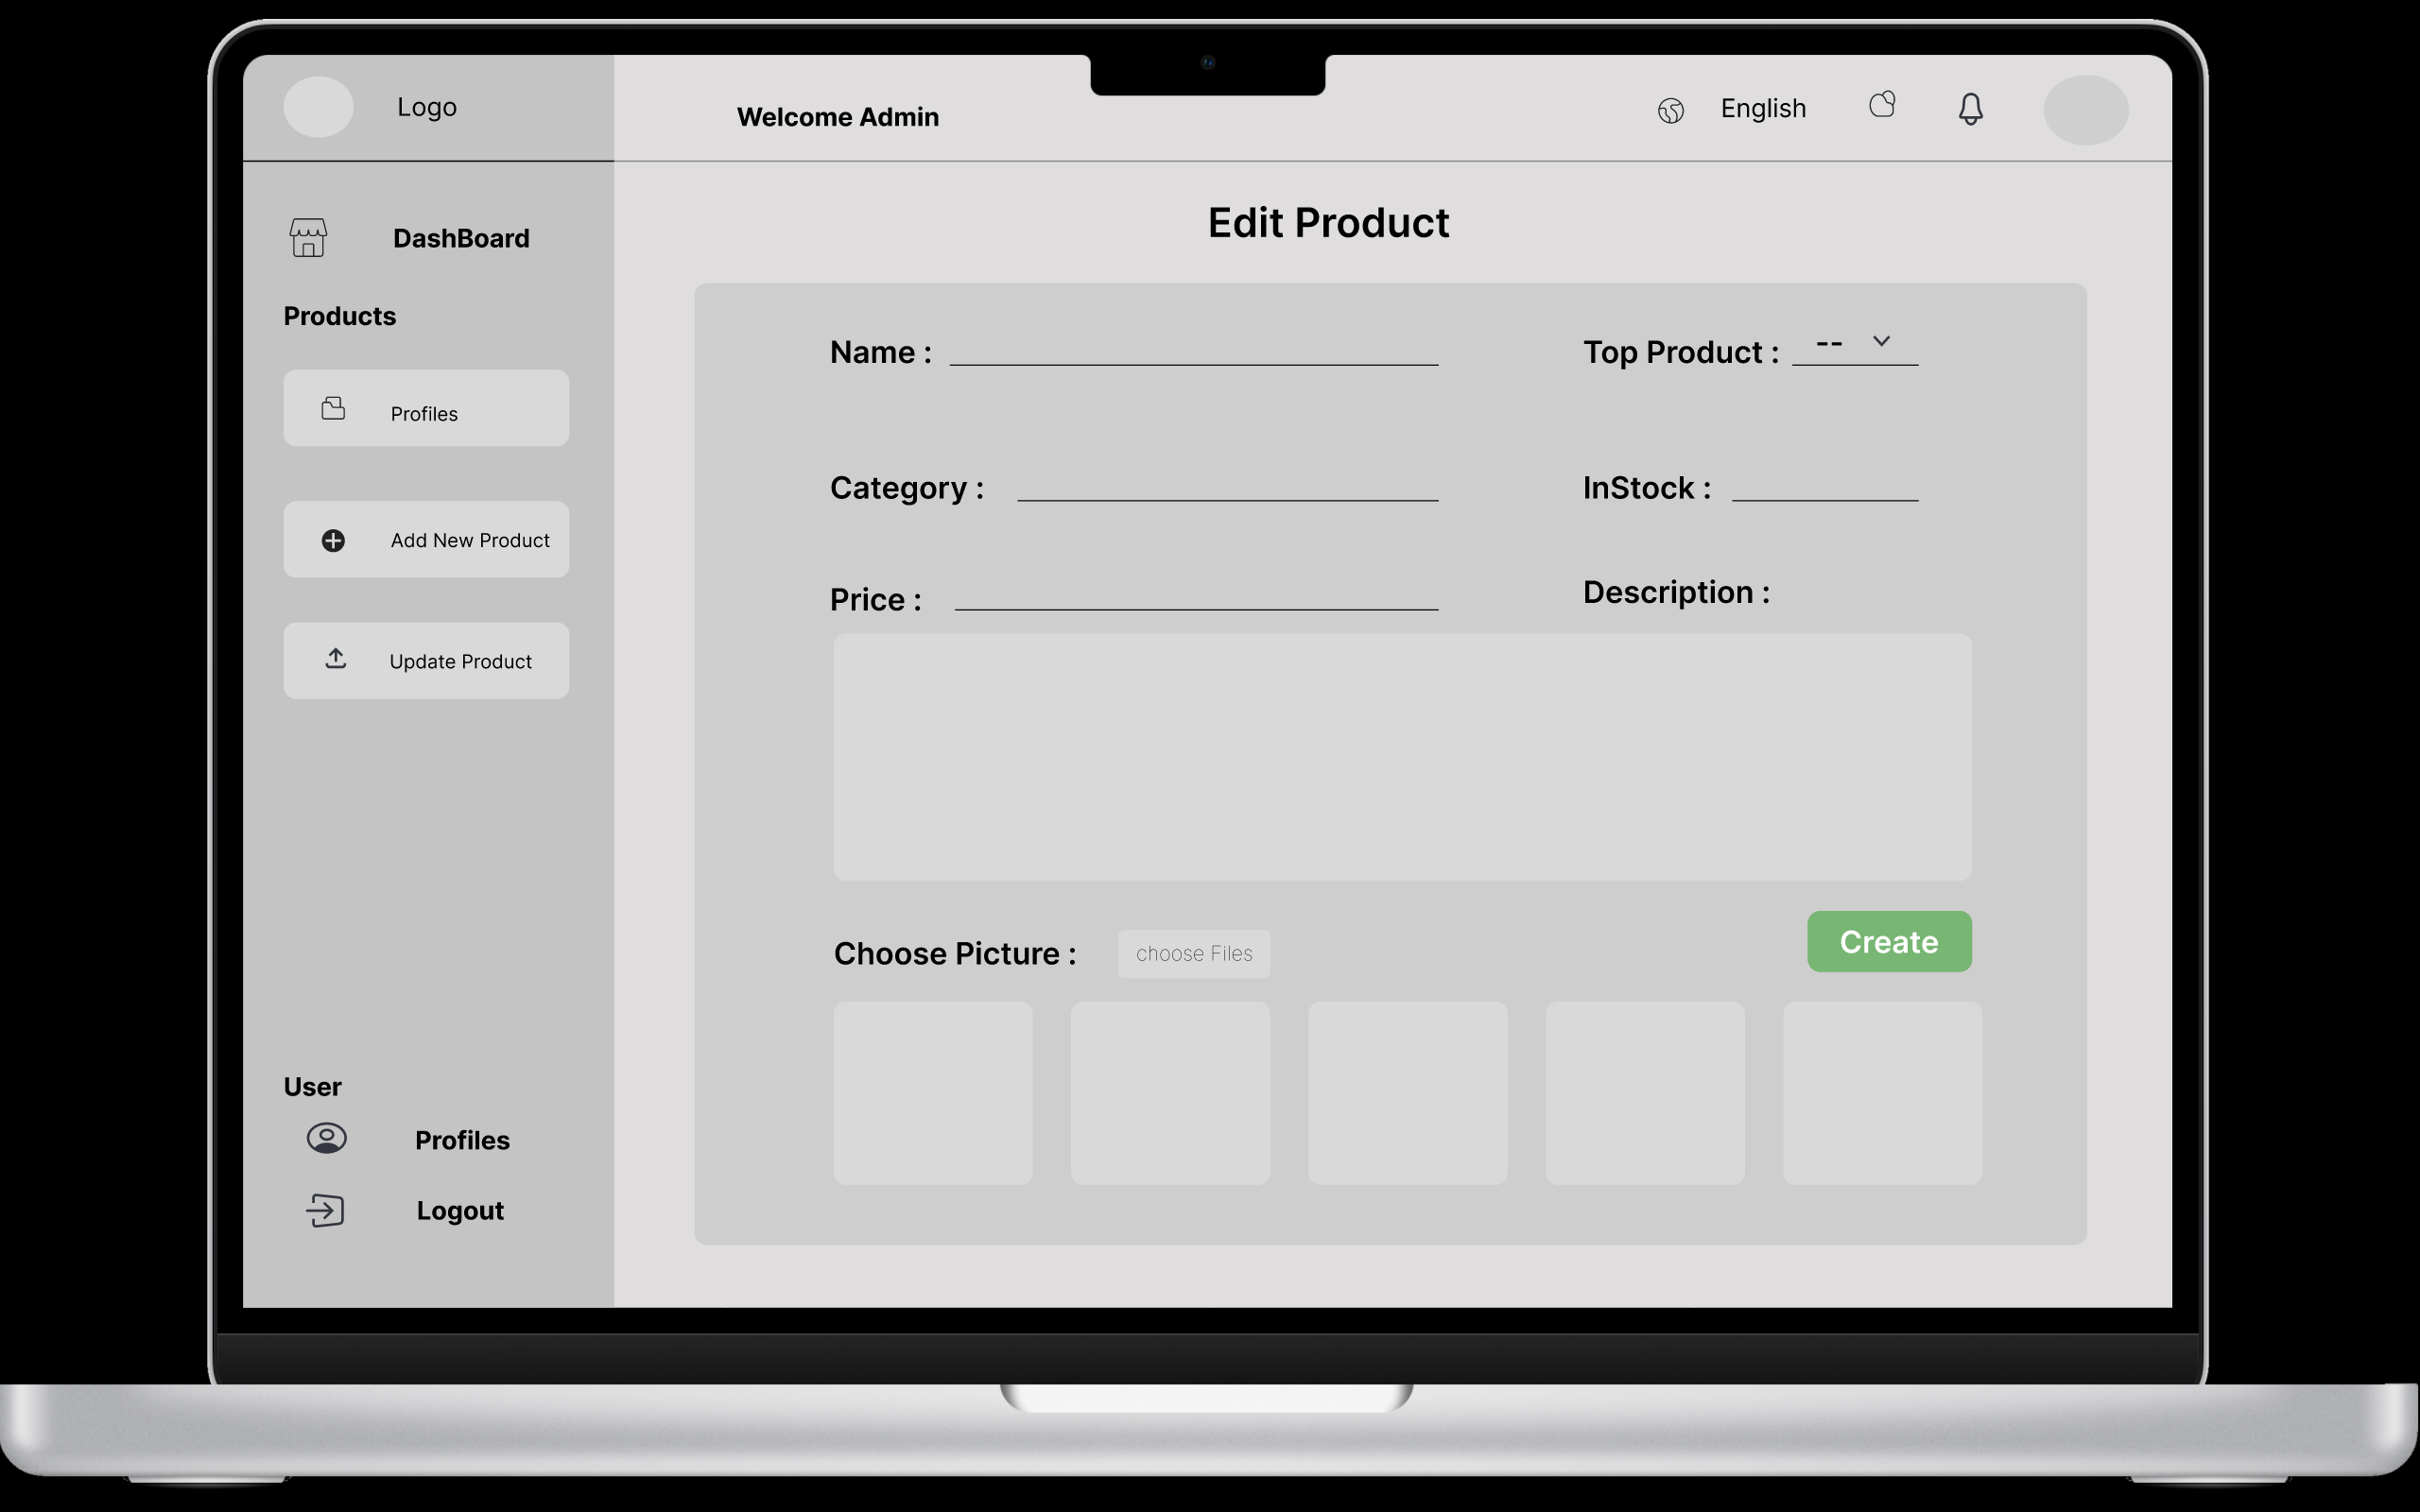 Logo
Welcome Admin
English
DashBoard
Products
Profiles
Add New Product
Update Product
User
Profiles
Logout
Edit Product
Name :
Top Product : --
Category :
InStock :
Price :
Description :
Choose Picture : choose Files
Create